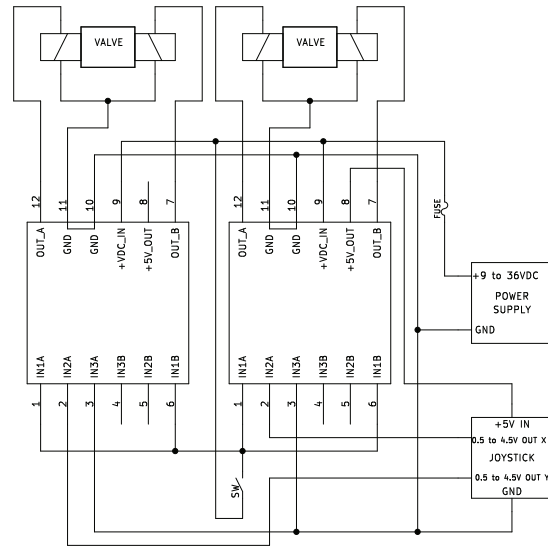 VALVE
VALVE
12
11
10
9
8
7
12
11
10
9
8
7
FUSE
OUT_A
GND
GND
+VDC_IN
+5V_OUT
OUT_B
OUT_A
GND
GND
+VDC_IN
+5V_OUT
OUT_B
+9 to 36VDC
POWER
SUPPLY
GND
IN1A
IN2A
IN3A
IN3B
IN2B
IN1B
IN1A
IN2A
IN3A
IN3B
IN2B
IN1B
1
2
3
4
5
6
1
2
3
4
5
6
+5V IN
0.5 to 4.5V OUT X
JOYSTICK
0.5 to 4.5V OUT Y
GND
SW